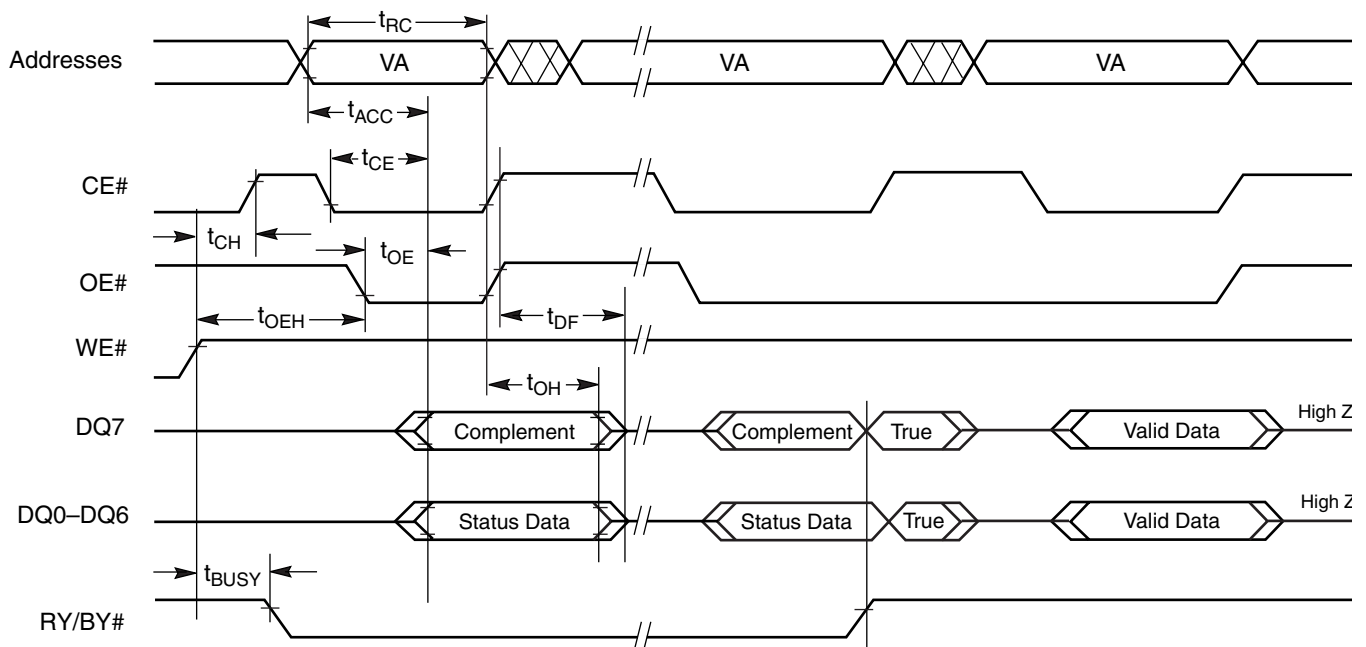 tRC
Addresses VA VA VA
tACC
tCE
CE#
tCH
tOE
OE#
tOEH
tDF
WE#
tOH
DQ7 Complement Complement True Valid Data High Z
DQ0–DQ6 Status Data Status Data True Valid Data High Z
tBUSY
RY/BY#